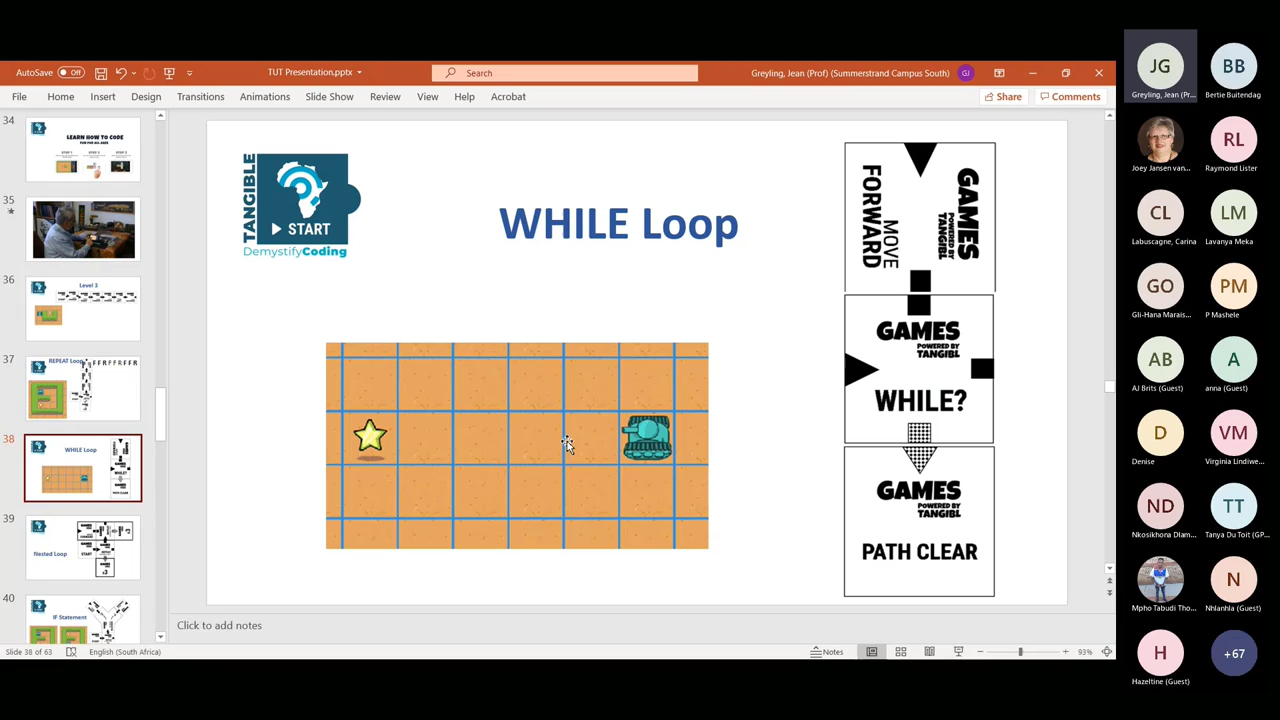 AutoSave Off
TUT Presentation.pptx
Search
Greyling, Jean (Prof) (Summerstrand Campus South)
GJ
File Home Insert Design Transitions Animations Slide Show Review View Help Acrobat
Share Comments
34
LEARN HOW TO CODE
35
36
Level 3
37
REPEAT Loop
38
WHILE Loop
WHILE?
PATH CLEAR
39
Nested Loop
START
40
IF Statement
TANGIBLE
START
DemystifyCoding
WHILE Loop
MOVE
FORWARD
GAMES
POWERED BY
TANGIBL
GAMES
POWERED BY
TANGIBL
WHILE?
GAMES
POWERED BY
TANGIBL
PATH CLEAR
Click to add notes
Slide 38 of 63
English (South Africa)
Notes
93%
JG
Greyling, Jean (Pr...
BB
Bertie Buitendag
Joey Jansen van...
RL
Raymond Lister
CL
Labuscagne, Carina
LM
Lavanya Meka
GO
Gli-Hana Marais...
PM
P Mashele
AB
AJ Brits (Guest)
A
anna (Guest)
D
Denise
VM
Virginia Lindiwe...
ND
Nkosikhona Dlam...
TT
Tanya Du Toit (GP...
Mpho Tabudi Tho...
N
Nhlanhla (Guest)
H
Hazeltine (Guest)
+67